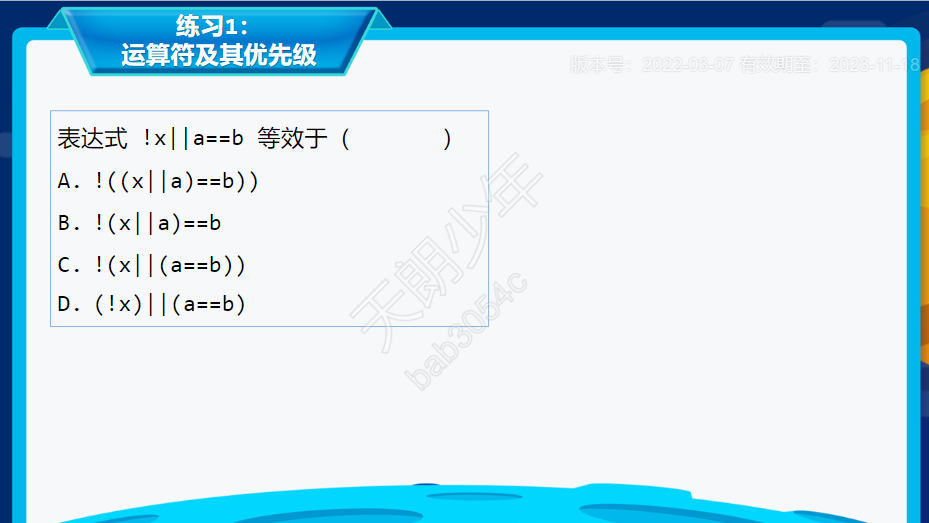 练习1：
运算符及其优先级
版本号：2022-03-07 有效期至：2023-11-18
表达式 !x||a==b 等效于（ ）
A. !((x||a)==b))
B. !(x||a)==b
C. !(x||(a==b))
D. (!x)||(a==b)
天朗少年
bab3054c